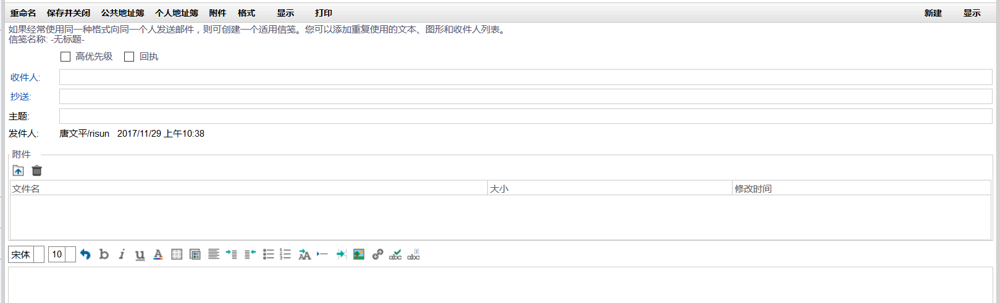 重命名 保存并关闭 公共地址簿 个人地址簿 附件 格式 显示 打印 新建 显示
如果经常使用同一种格式向同一个人发送邮件，则可创建一个适用信笺。您可以添加重复使用的文本、图形和收件人列表。
信笺名称: -无标题-
高优先级 回执
收件人:
抄送:
主题:
发件人: 唐文平/risun 2017/11/29 上午10:38
附件
文件名 大小 修改时间
宋体 10 b i u A AA abc abc